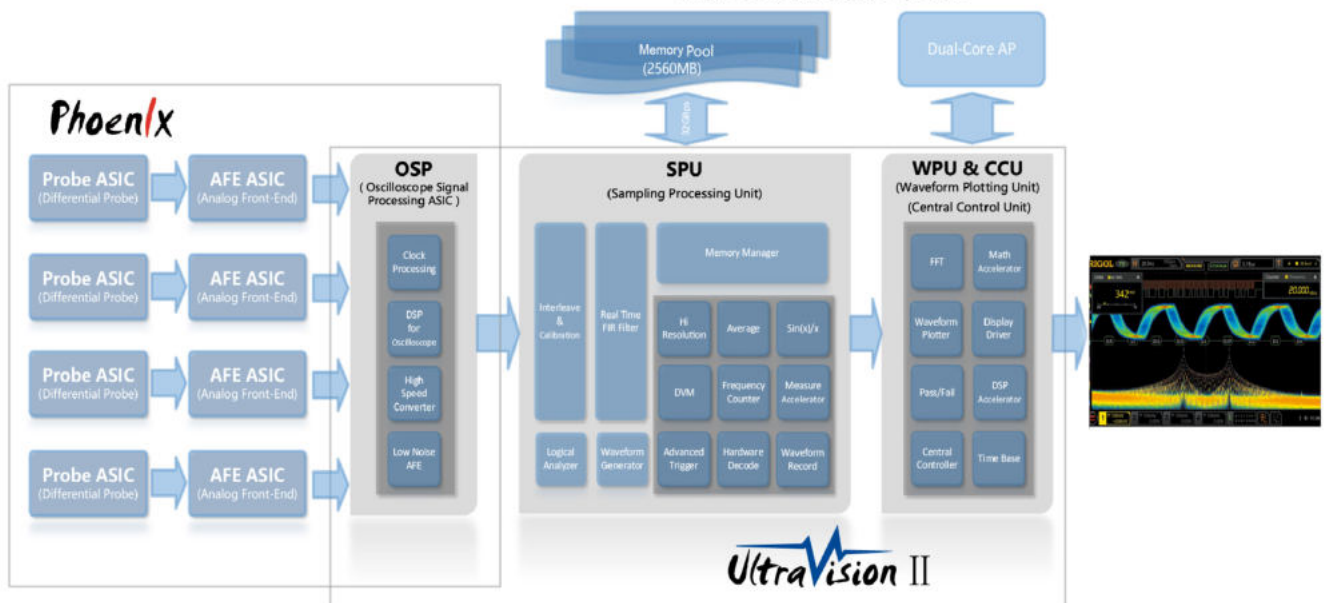 Memory Pool
(2560MB)
Dual-Core AP
PhoenIx
Probe ASIC
(Differential Probe)
AFE ASIC
(Analog Front-End)
Probe ASIC
(Differential Probe)
AFE ASIC
(Analog Front-End)
Probe ASIC
(Differential Probe)
AFE ASIC
(Analog Front-End)
Probe ASIC
(Differential Probe)
AFE ASIC
(Analog Front-End)
OSP
( Oscilloscope Signal
Processing ASIC )
Clock
Processing
DSP
for
Oscilloscope
High
Speed
Converter
Low Noise
AFE
SPU
(Sampling Processing Unit)
Interleave
&
Calibration
Real Time
FIR Filter
Memory Manager
Hi
Resolution
Average
Sin(x)/x
DVM
Frequency
Counter
Measure
Accelerator
Logical
Analyzer
Waveform
Generator
Advanced
Trigger
Hardware
Decode
Waveform
Record
WPU & CCU
(Waveform Plotting Unit)
(Central Control Unit)
FFT
Math
Accelerator
Waveform
Plotter
Display
Driver
Pass/Fail
DSP
Accelerator
Central
Controller
Time Base
RIGOL
342
20.000
UltraVision II